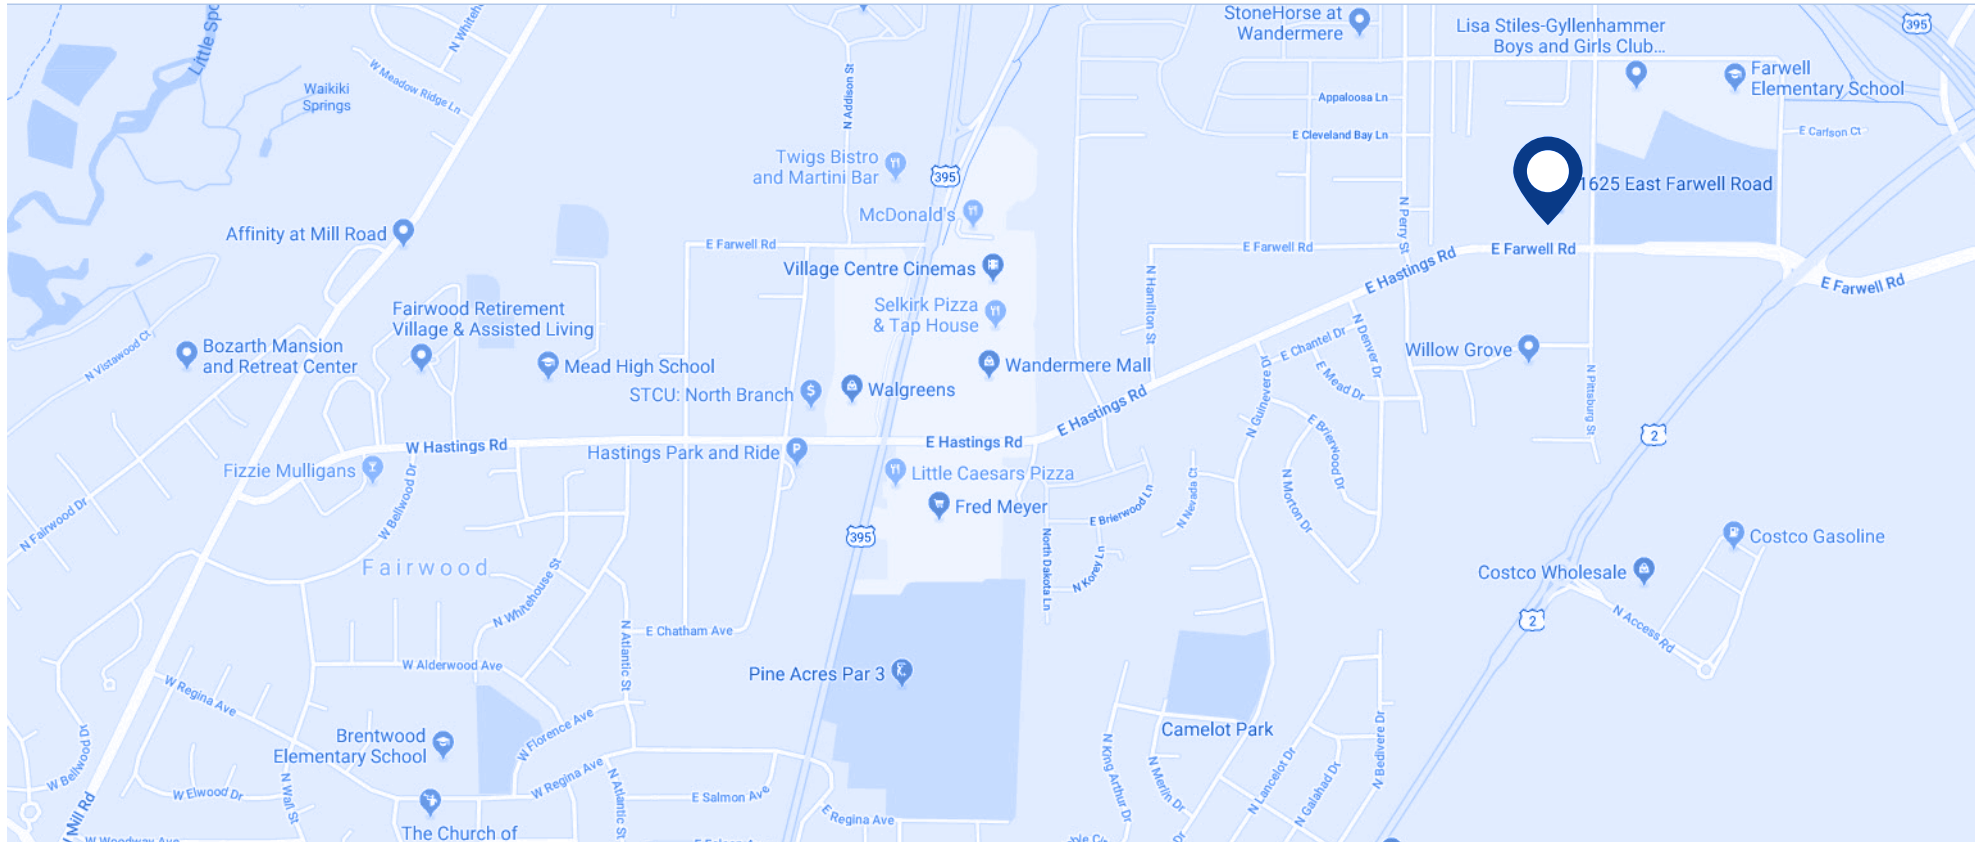 Little Spo
N Whiteh
W Meadow Ridge Ln
Waikiki
Springs
N Addison St
StoneHorse at
Wandermere
Lisa Stiles-Gyllenhammer
Boys and Girls Club...
395
Farwell
Elementary School
Appaloosa Ln
E Cleveland Bay Ln
E Carlson Ct
Twigs Bistro
and Martini Bar
395
McDonald's
1625 East Farwell Road
Affinity at Mill Road
N Perry St
E Farwell Rd
E Farwell Rd
E Farwell Rd
E Hastings Rd
E Farwell Rd
Village Centre Cinemas
N Hamilton St
Selkirk Pizza
& Tap House
Fairwood Retirement
Village & Assisted Living
N Vistawood Ct
Bozarth Mansion
and Retreat Center
Mead High School
Wandermere Mall
E Chantel Dr
N Denver Dr
Willow Grove
STCU: North Branch
Walgreens
E Mead Dr
N Guinevere Dr
N Pittsburg St
E Hastings Rd
W Hastings Rd
Hastings Park and Ride
E Hastings Rd
E Brierwood Dr
2
Fizzie Mulligans
Little Caesars Pizza
W Bellwood Dr
Fred Meyer
E Brierwood Ln
N Nevada Ct
N Morton Dr
N Fairwood Dr
395
Costco Gasoline
Fairwood
North Dakota Ln
N Korey Ln
Costco Wholesale
N Whitehouse St
2
N Access Rd
E Chatham Ave
N Atlantic St
W Alderwood Ave
Pine Acres Par 3
W Regina Ave
Camelot Park
W Florence Ave
Brentwood
Elementary School
N Bellwood Dr
N King Arthur Dr
N Merlin Dr
N Lancelot Dr
N Galahad Dr
N Bedivere Dr
W Regina Ave
W Elwood Dr
N Wall St
N Atlantic St
E Salmon Ave
E Regina Ave
Mill Rd
The Church of
W Woodway Ave
Dr